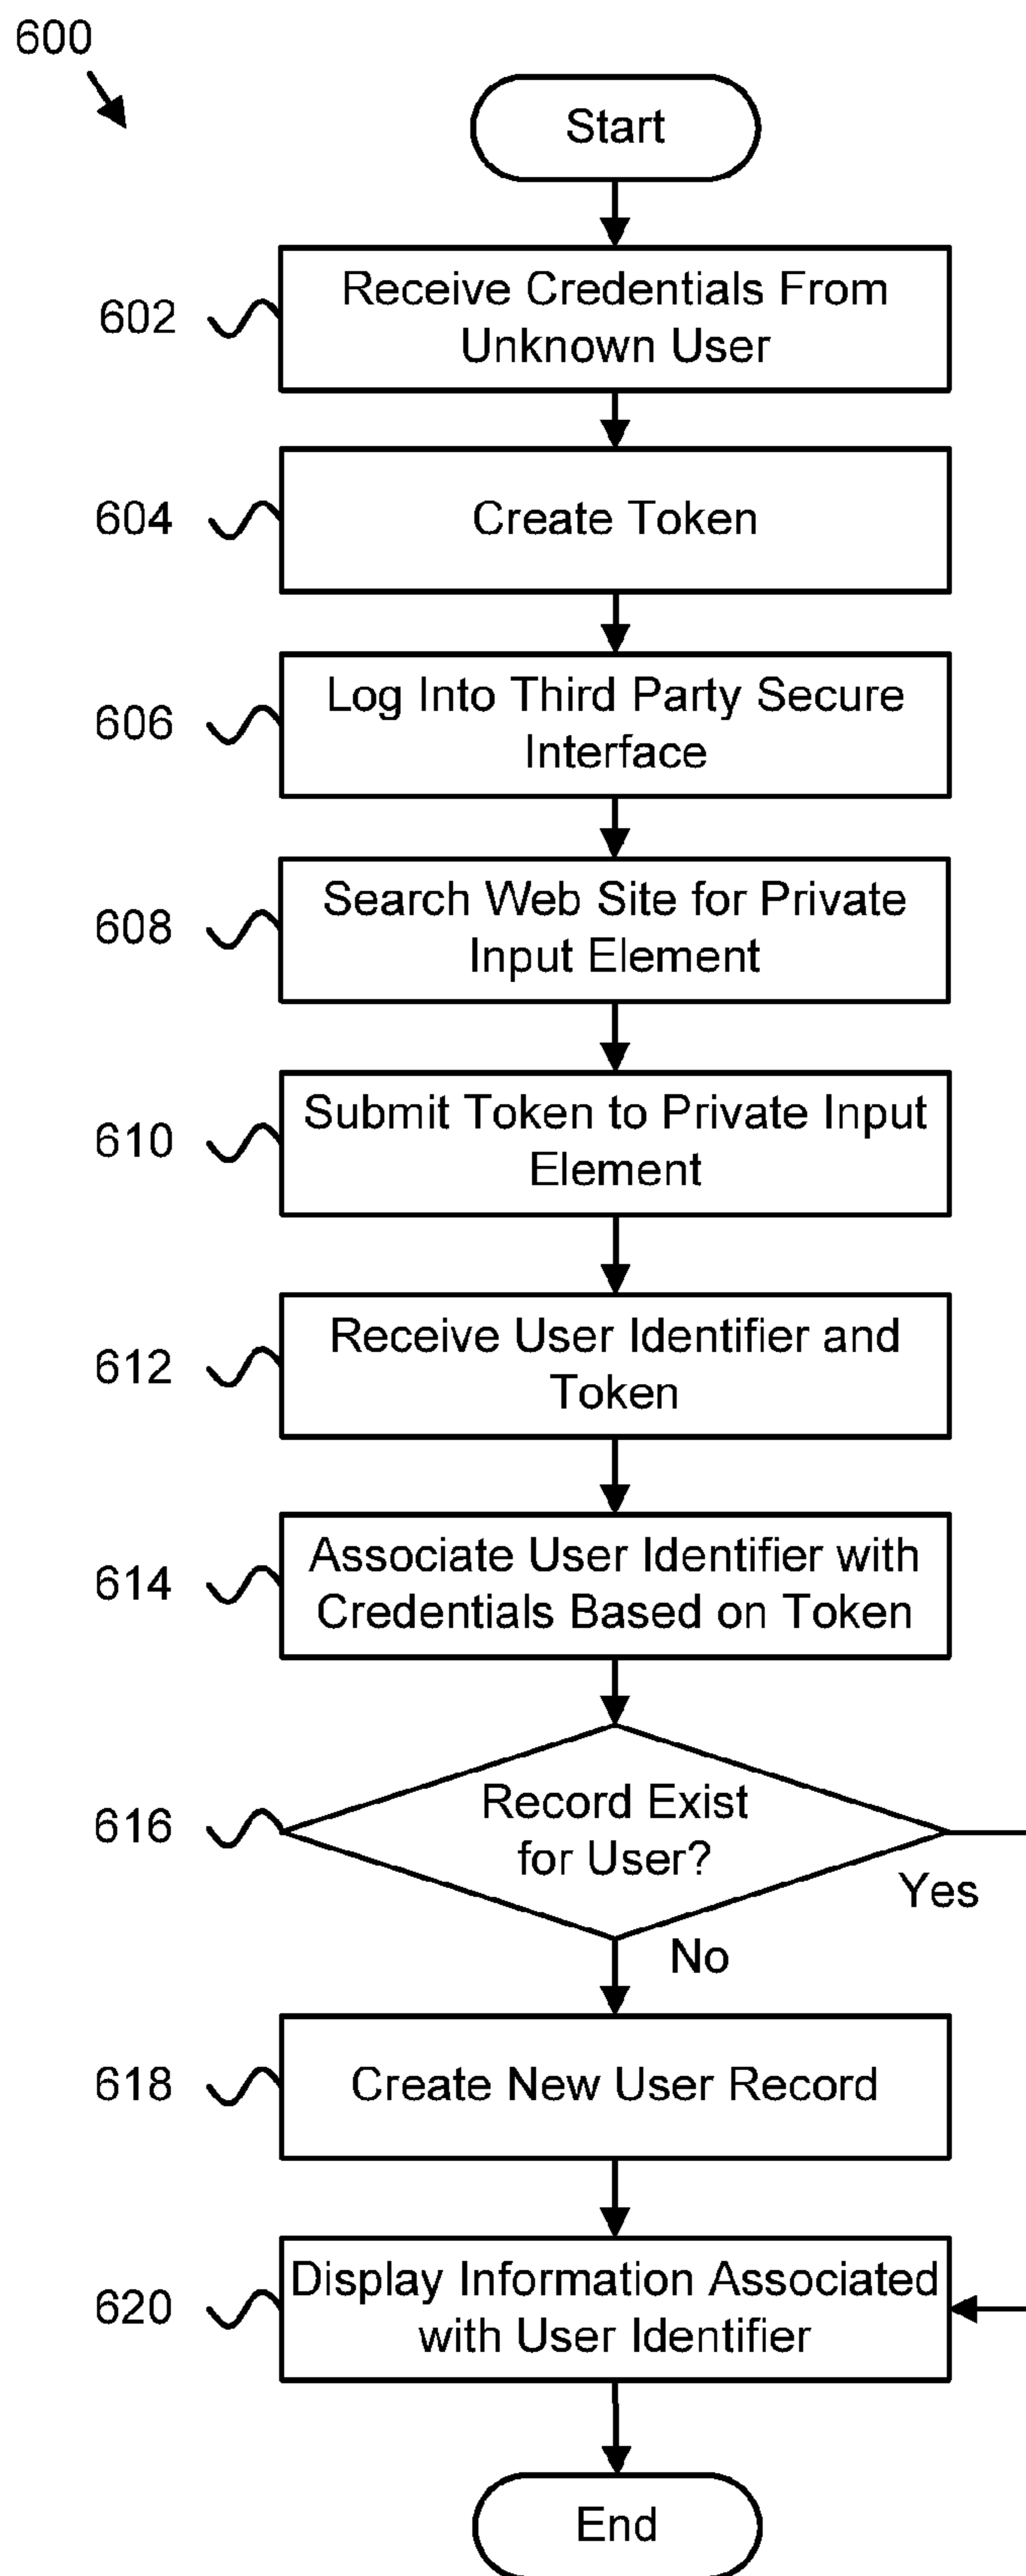 600
Start
602
Receive Credentials From
Unknown User
604
Create Token
606
Log Into Third Party Secure
Interface
608
Search Web Site for Private
Input Element
610
Submit Token to Private Input
Element
612
Receive User Identifier and
Token
614
Associate User Identifier with
Credentials Based on Token
616
Record Exist
for User?
Yes
No
618
Create New User Record
620
Display Information Associated
with User Identifier
End